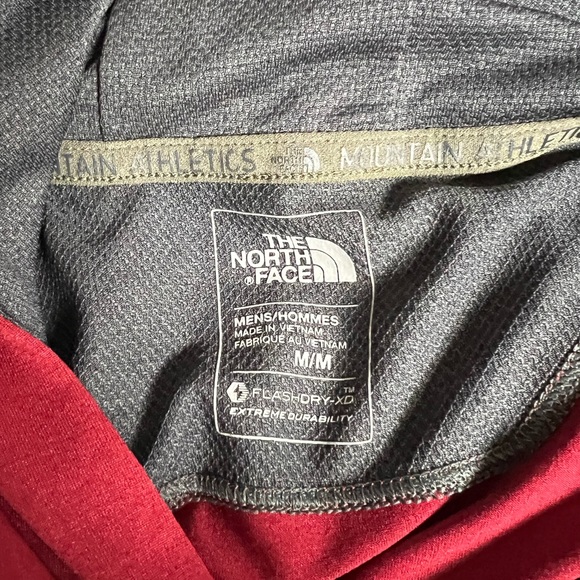 TAIN ATHLETICS THE NORTH FACE MOUNTAIN ATHLETIC
THE
NORTH
®FACE
MENS/HOMMES
MADE IN VIETNAM
FABRIQUE AU VIETNAM
M/M
FLASHDRY-XD™
EXTREME DURABILITY